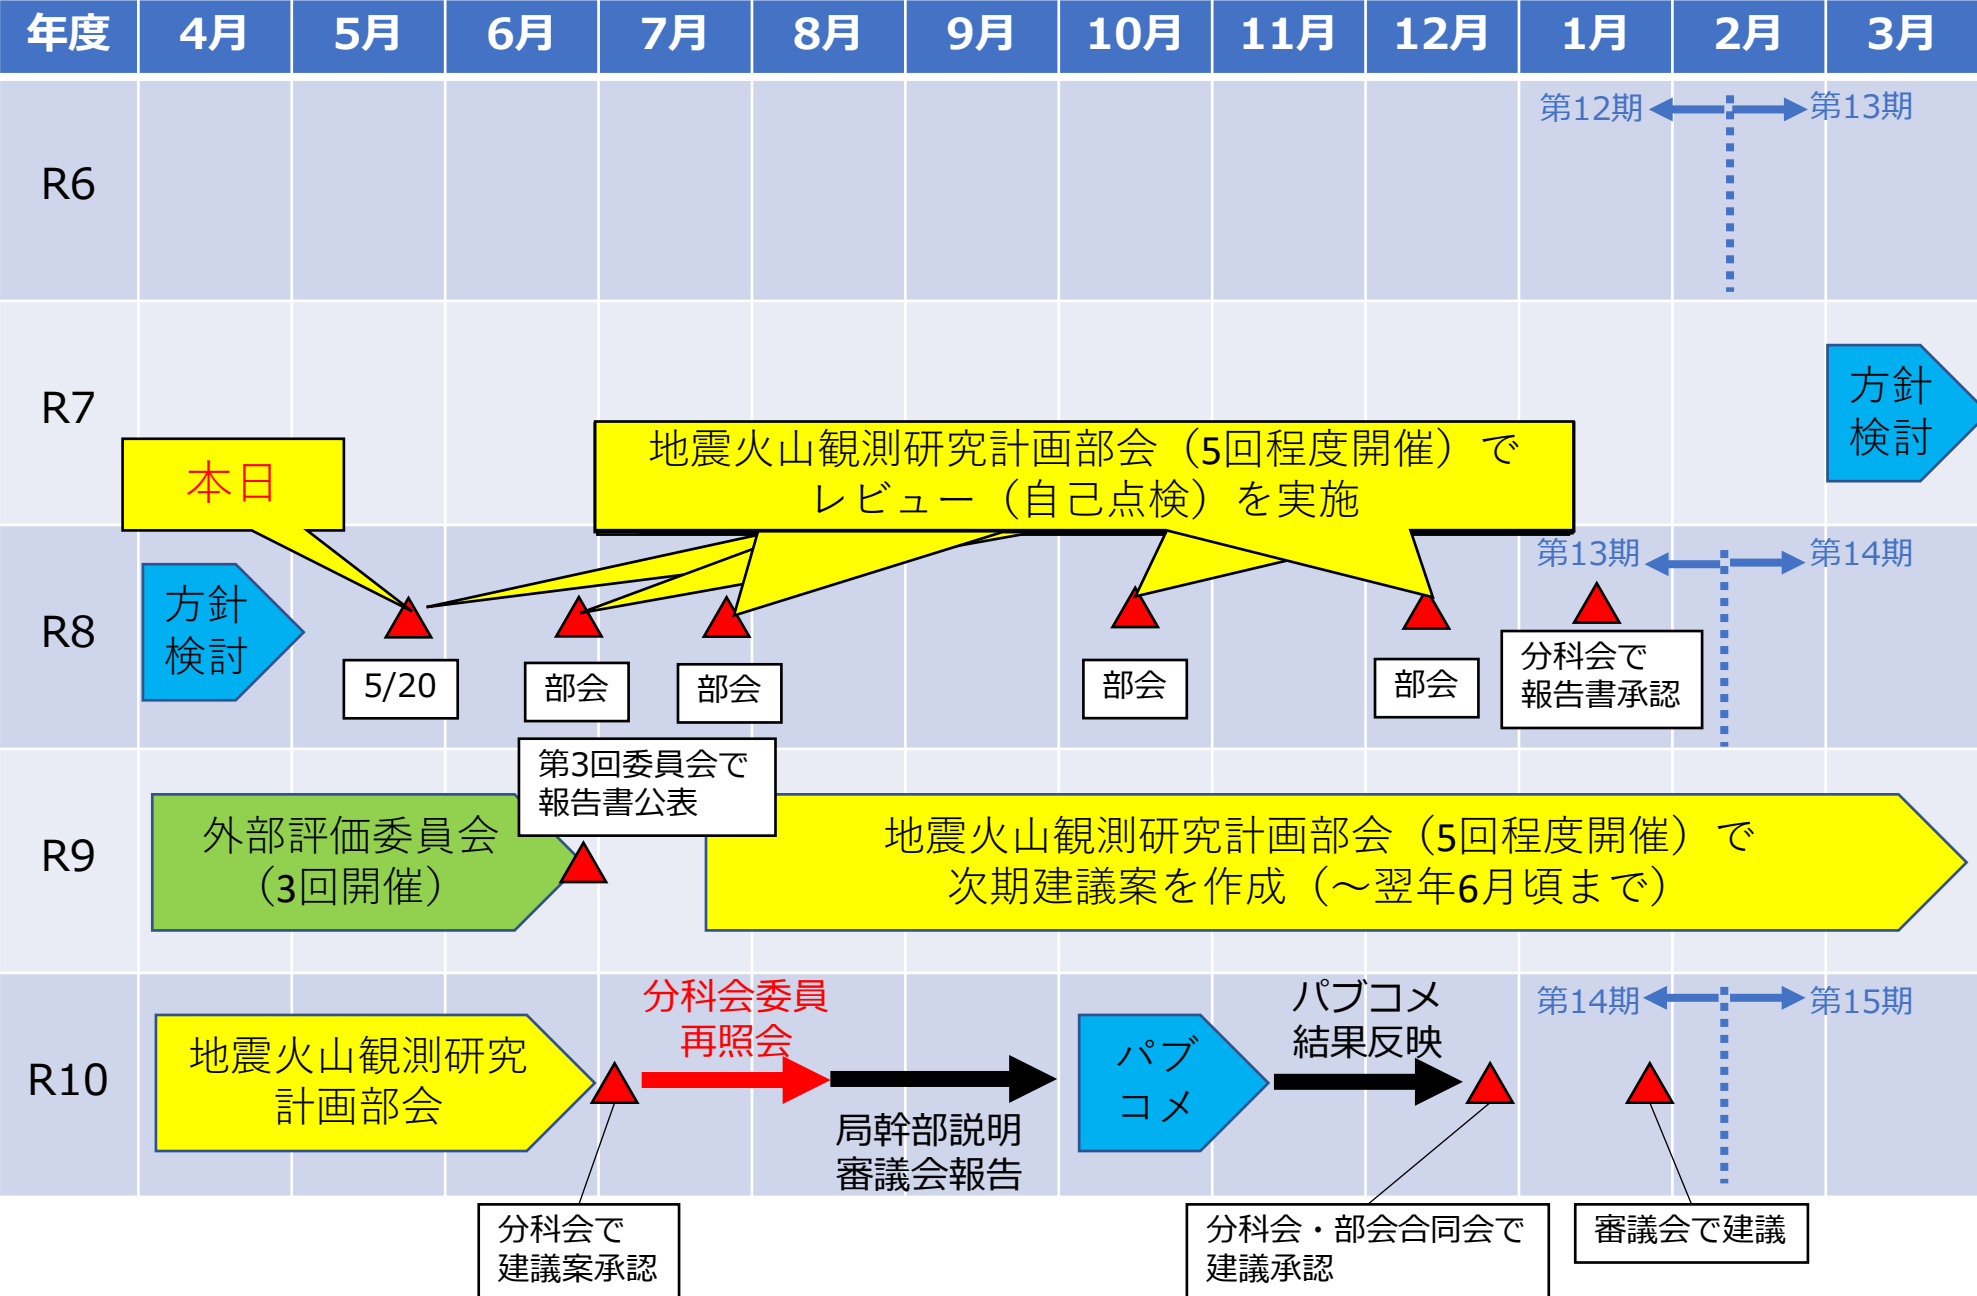 年度 4月 5月 6月 7月 8月 9月 10月 11月 12月 1月 2月 3月
R6
第12期 第13期
R7
方針
検討
本日
地震火山観測研究計画部会（5回程度開催）で
レビュー（自己点検）を実施
R8
方針
検討
5/20
部会
部会
部会
部会
分科会で
報告書承認
第13期 第14期
R9
外部評価委員会
（3回開催）
第3回委員会で
報告書公表
地震火山観測研究計画部会（5回程度開催）で
次期建議案を作成（～翌年6月頃まで）
R10
地震火山観測研究
計画部会
分科会委員
再照会
局幹部説明
審議会報告
パブ
コメ
パブコメ
結果反映
第14期 第15期
分科会で
建議案承認
分科会・部会合同会で
建議承認
審議会で建議